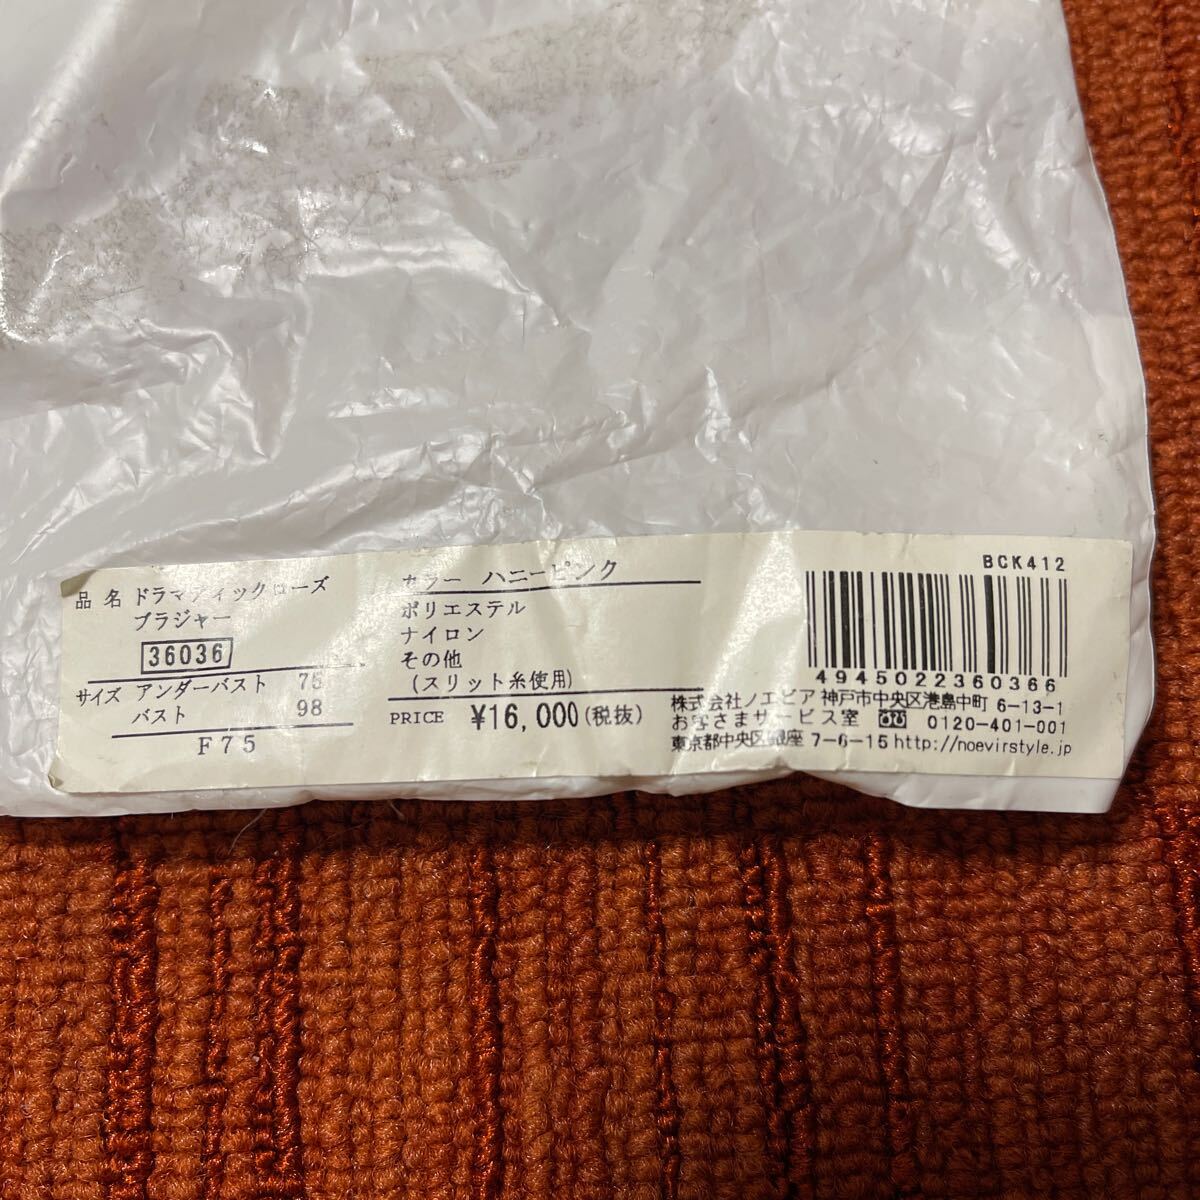 品名 ドラマティックローズ
ブラジャー
36036
サイズ アンダーバスト 75
バスト 98
F75
カラー ハニーピンク
ポリエステル
ナイロン
その他
(スリット糸使用)
PRICE ¥16,000(税抜)
BCK412
4945022360366
株式会社ノエビア 神戸市中央区港島中町 6-13-1
お客さまサービス室 0120-401-001
東京都中央区銀座 7-6-15 http://noevirstyle.jp